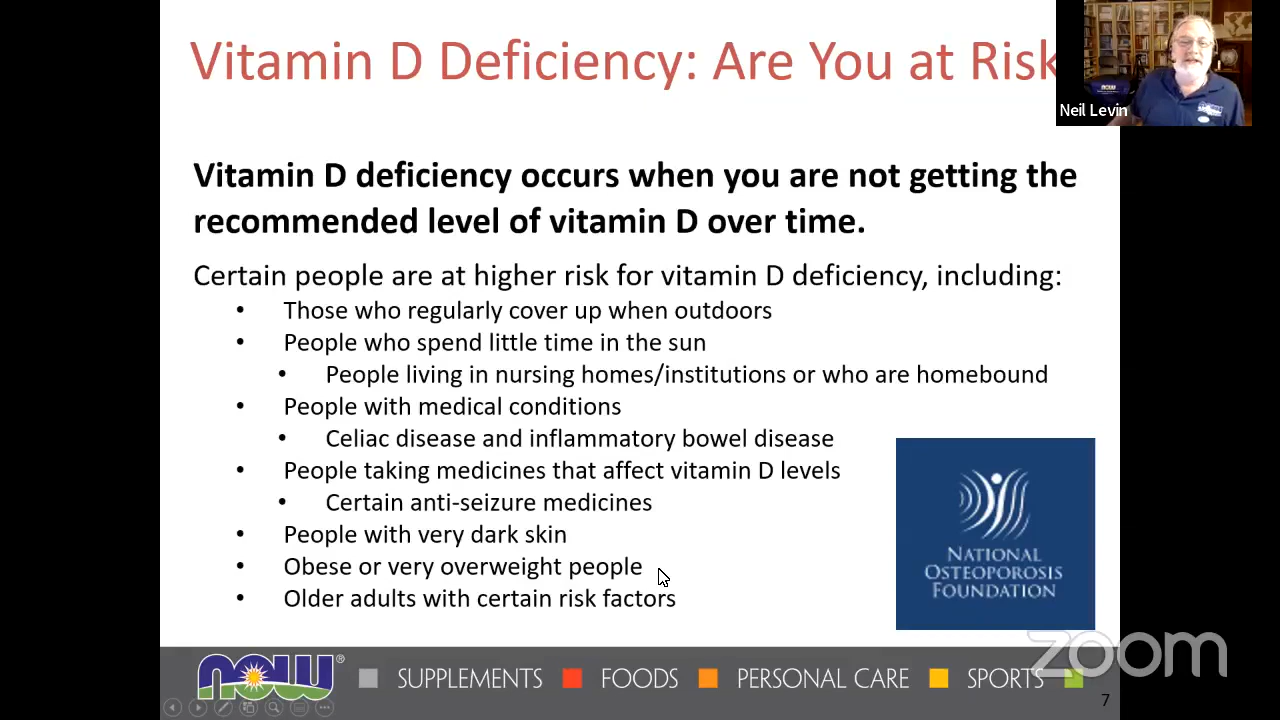 Vitamin D Deficiency: Are You at Risk
Neil Levin
Vitamin D deficiency occurs when you are not getting the
recommended level of vitamin D over time.
Certain people are at higher risk for vitamin D deficiency, including:
• Those who regularly cover up when outdoors
• People who spend little time in the sun
• People living in nursing homes/institutions or who are homebound
• People with medical conditions
• Celiac disease and inflammatory bowel disease
• People taking medicines that affect vitamin D levels
• Certain anti-seizure medicines
• People with very dark skin
• Obese or very overweight people
• Older adults with certain risk factors
NATIONAL
OSTEOPOROSIS
FOUNDATION
zoom
now® SUPPLEMENTS FOODS PERSONAL CARE SPORTS
7